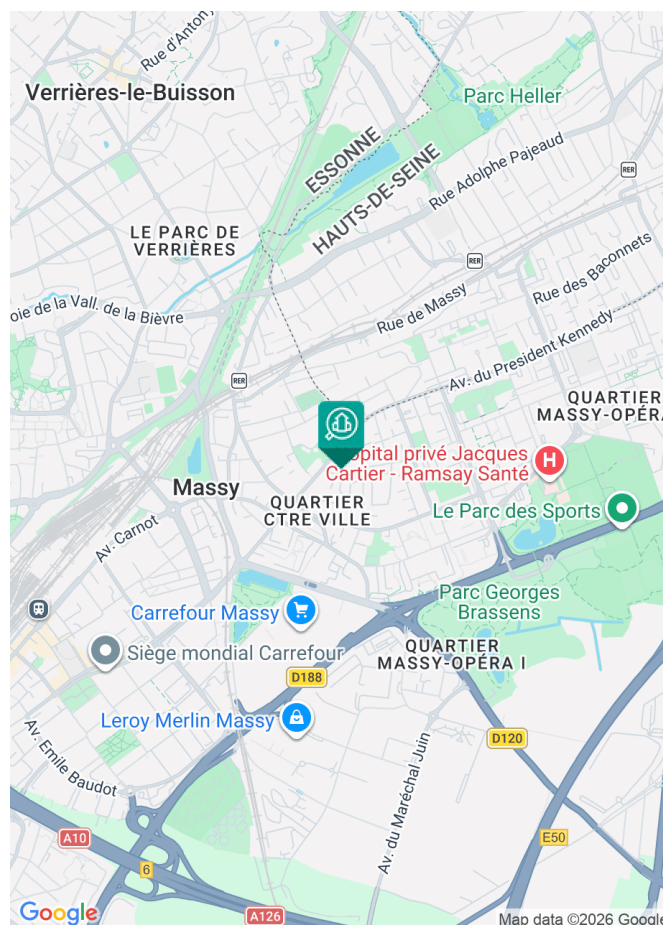 Rue d'Antony
Verrières-le-Buisson
Parc Heller
ESSONNE
HAUTS-DE-SEINE
Rue Adolphe Pajeaud
RER
LE PARC DE
VERRIÈRES
RER
Rue des Baconnets
oie de la Vall. de la Bièvre
Rue de Massy
Av. du President Kennedy
RER
QUARTIER
MASSY-OPÉRA
pital privé Jacques
Cartier - Ramsay Santé
H
Massy
QUARTIER
CTRE VILLE
Le Parc des Sports
Av. Carnot
Parc Georges
Brassens
Carrefour Massy
Siège mondial Carrefour
QUARTIER
MASSY-OPÉRA I
D188
Leroy Merlin Massy
D120
Av. Emile Baudot
Av. du Maréchal Juin
A10
E50
6
Google
A126
Map data ©2026 Google